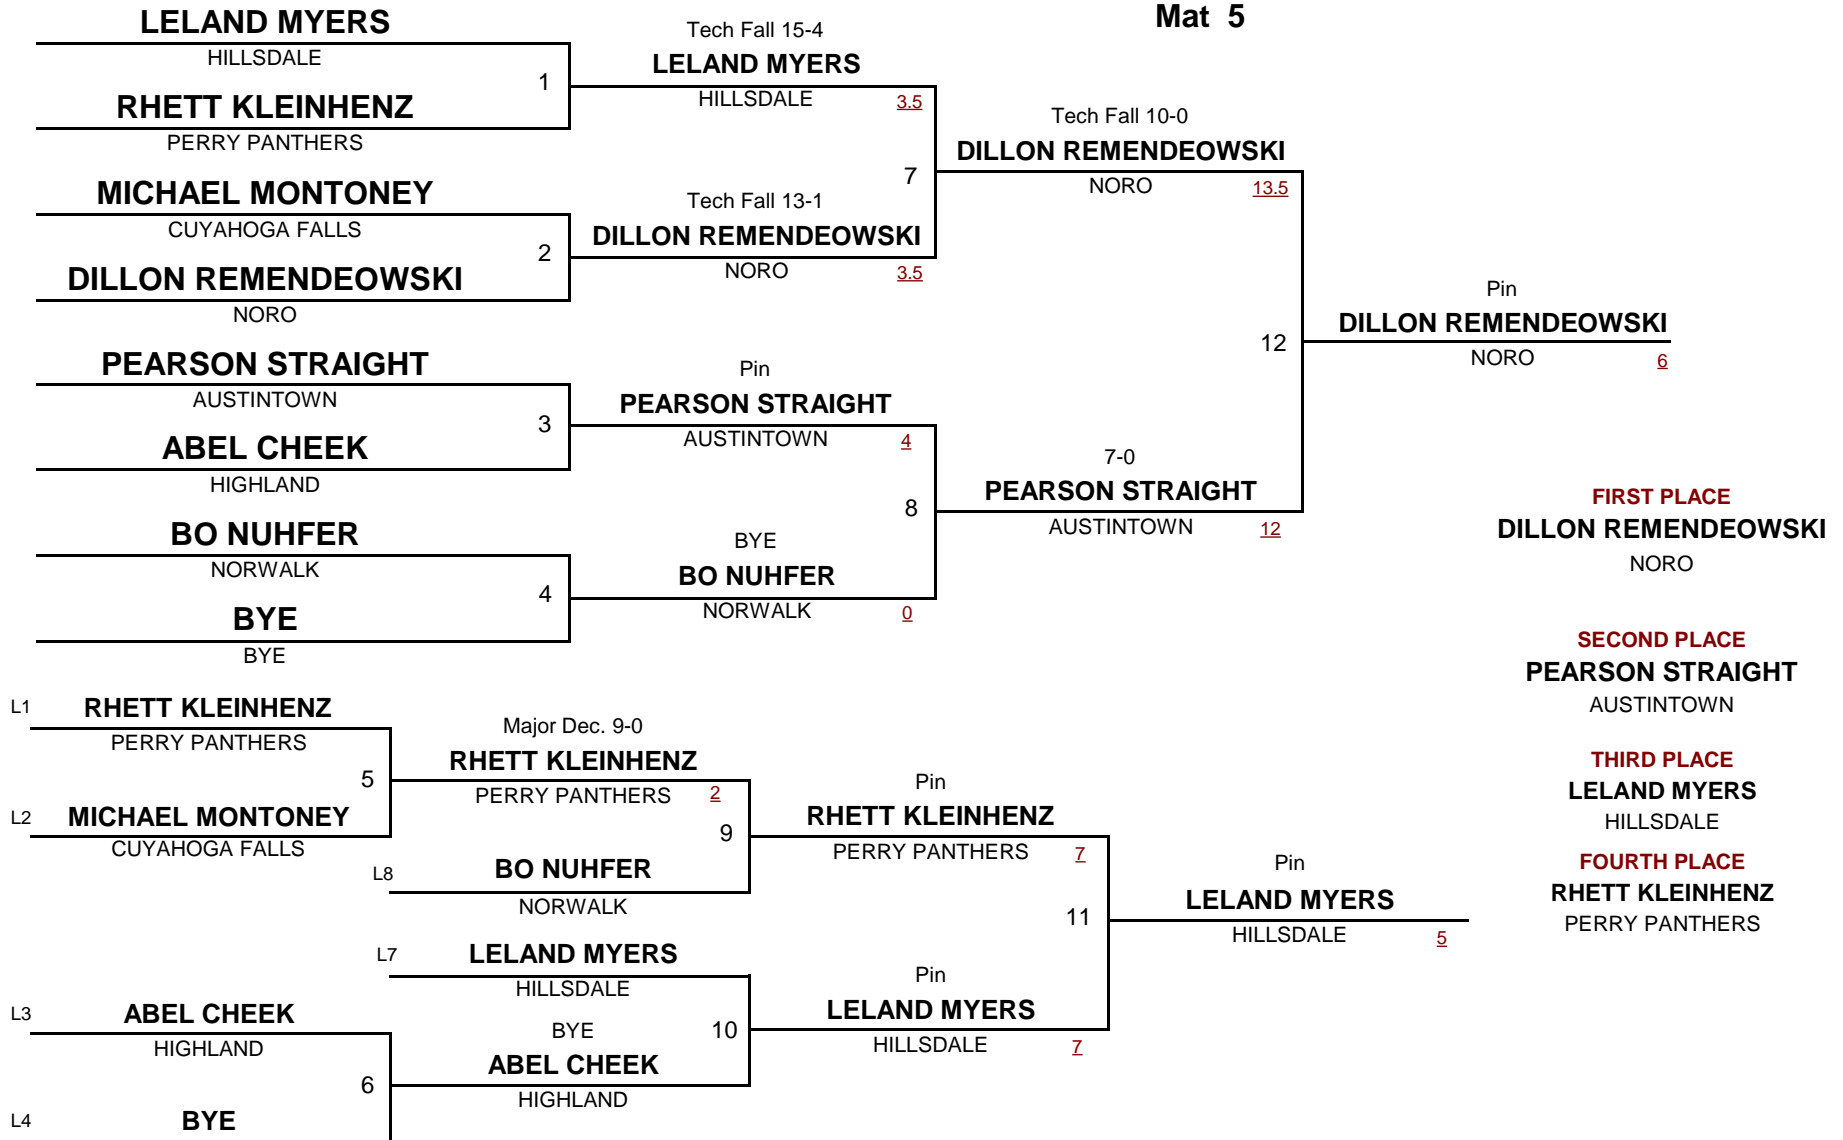 Mat 5
LELAND MYERS
HILLSDALE
1
RHETT KLEINHENZ
PERRY PANTHERS
MICHAEL MONTONEY
CUYAHOGA FALLS
2
DILLON REMENDEOWSKI
NORO
PEARSON STRAIGHT
AUSTINTOWN
3
ABEL CHEEK
HIGHLAND
BO NUHFER
NORWALK
4
BYE
BYE
Tech Fall 15-4
LELAND MYERS
HILLSDALE 3.5
7
Tech Fall 13-1
DILLON REMENDEOWSKI
NORO 3.5
Pin
PEARSON STRAIGHT
AUSTINTOWN 4
8
BYE
BO NUHFER
NORWALK 0
Tech Fall 10-0
DILLON REMENDEOWSKI
NORO 13.5
12
7-0
PEARSON STRAIGHT
AUSTINTOWN 12
Pin
DILLON REMENDEOWSKI
NORO 6
L1 RHETT KLEINHENZ
PERRY PANTHERS
5
L2 MICHAEL MONTONEY
CUYAHOGA FALLS
L3 ABEL CHEEK
HIGHLAND
6
L4 BYE
Major Dec. 9-0
RHETT KLEINHENZ
PERRY PANTHERS 2
9
L8 BO NUHFER
NORWALK
L7 LELAND MYERS
HILLSDALE
BYE 10
ABEL CHEEK
HIGHLAND
Pin
RHETT KLEINHENZ
PERRY PANTHERS 7
11
Pin
LELAND MYERS
HILLSDALE 7
Pin
LELAND MYERS
HILLSDALE 5
FIRST PLACE
DILLON REMENDEOWSKI
NORO
SECOND PLACE
PEARSON STRAIGHT
AUSTINTOWN
THIRD PLACE
LELAND MYERS
HILLSDALE
FOURTH PLACE
RHETT KLEINHENZ
PERRY PANTHERS